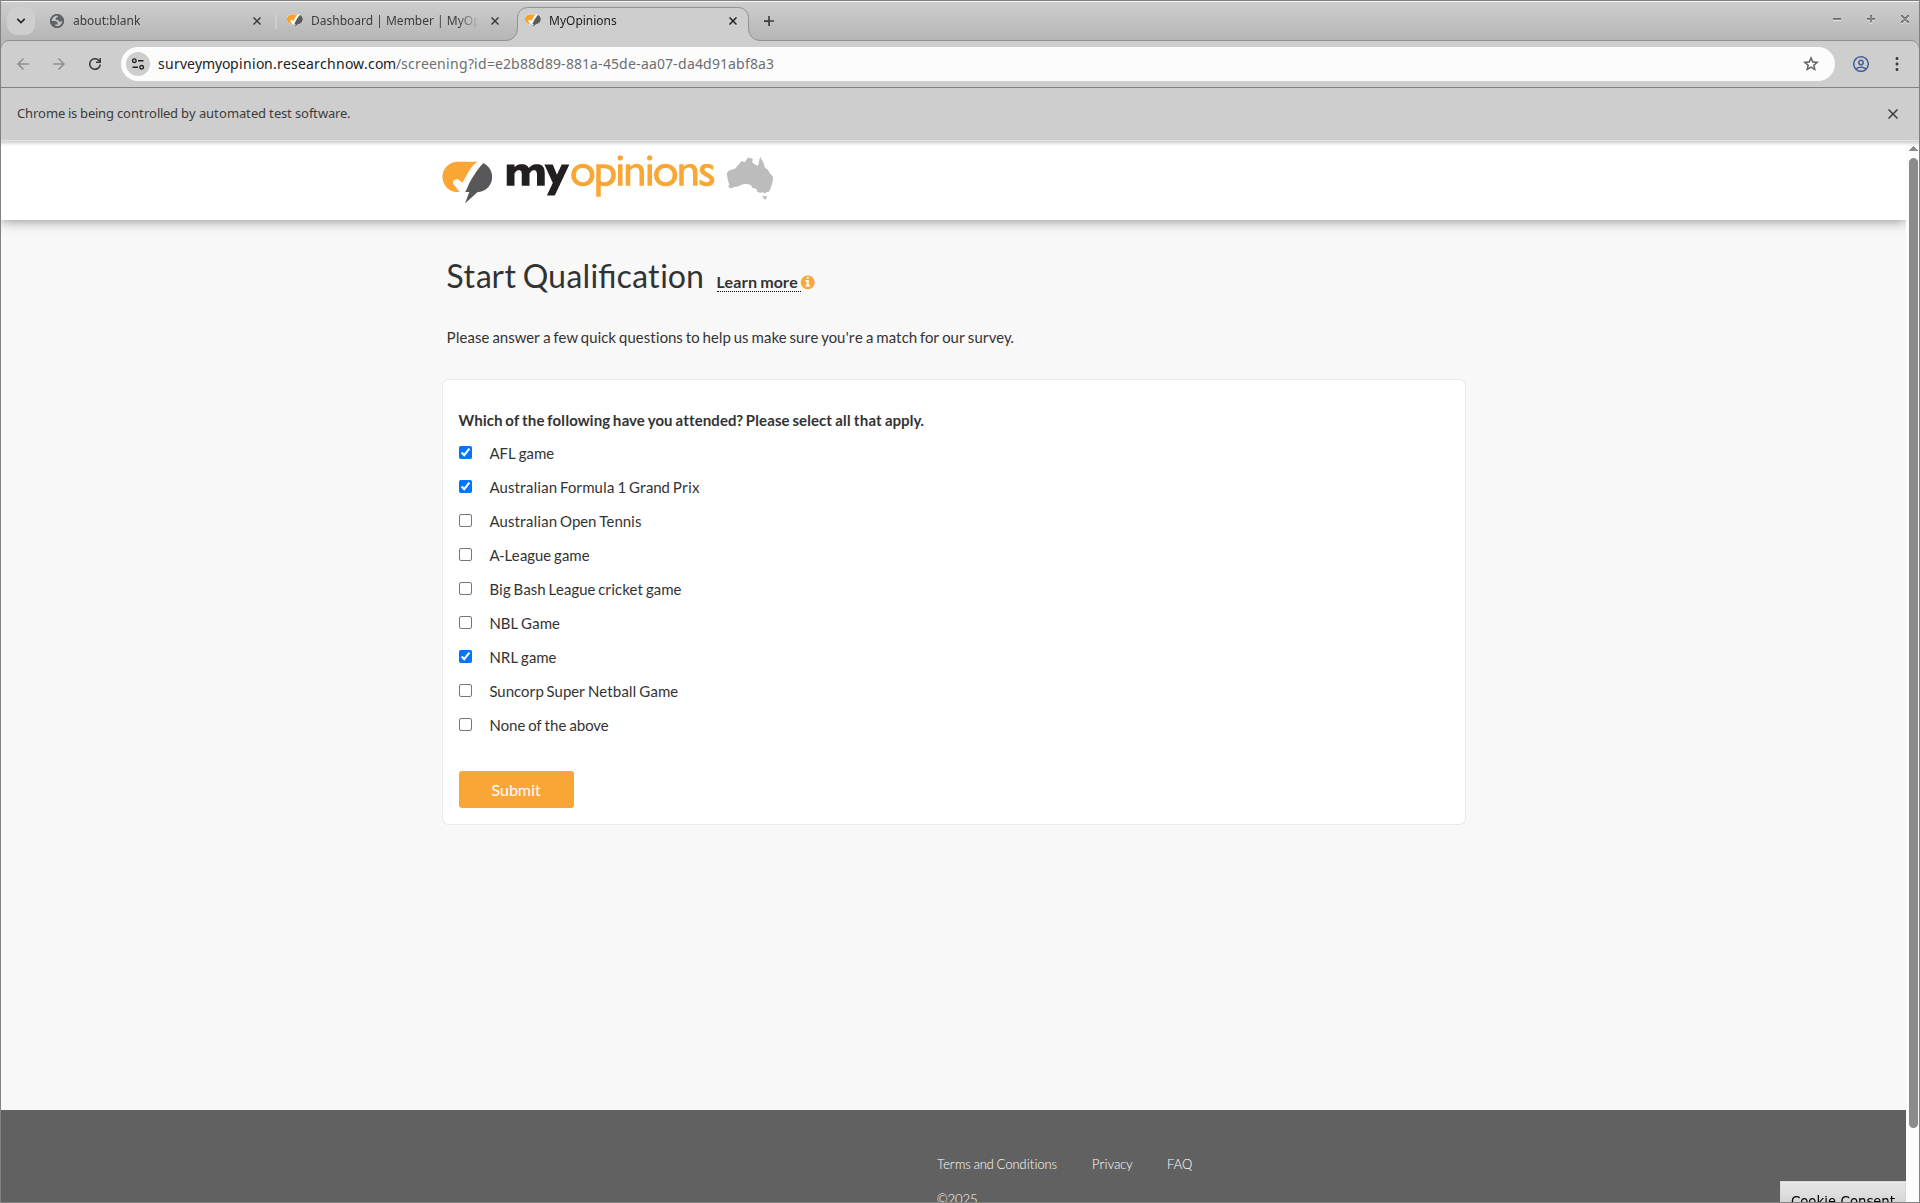 about:blank
Dashboard | Member | MyO
MyOpinions
surveymyopinion.researchnow.com/screening?id=e2b88d89-881a-45de-aa07-da4d91abf8a3
Chrome is being controlled by automated test software.
myopinions
Start Qualification Learn more
Please answer a few quick questions to help us make sure you're a match for our survey.
Which of the following have you attended? Please select all that apply.
AFL game
Australian Formula 1 Grand Prix
Australian Open Tennis
A-League game
Big Bash League cricket game
NBL Game
NRL game
Suncorp Super Netball Game
None of the above
Submit
Terms and Conditions Privacy FAQ
©2025
Cookie Consent